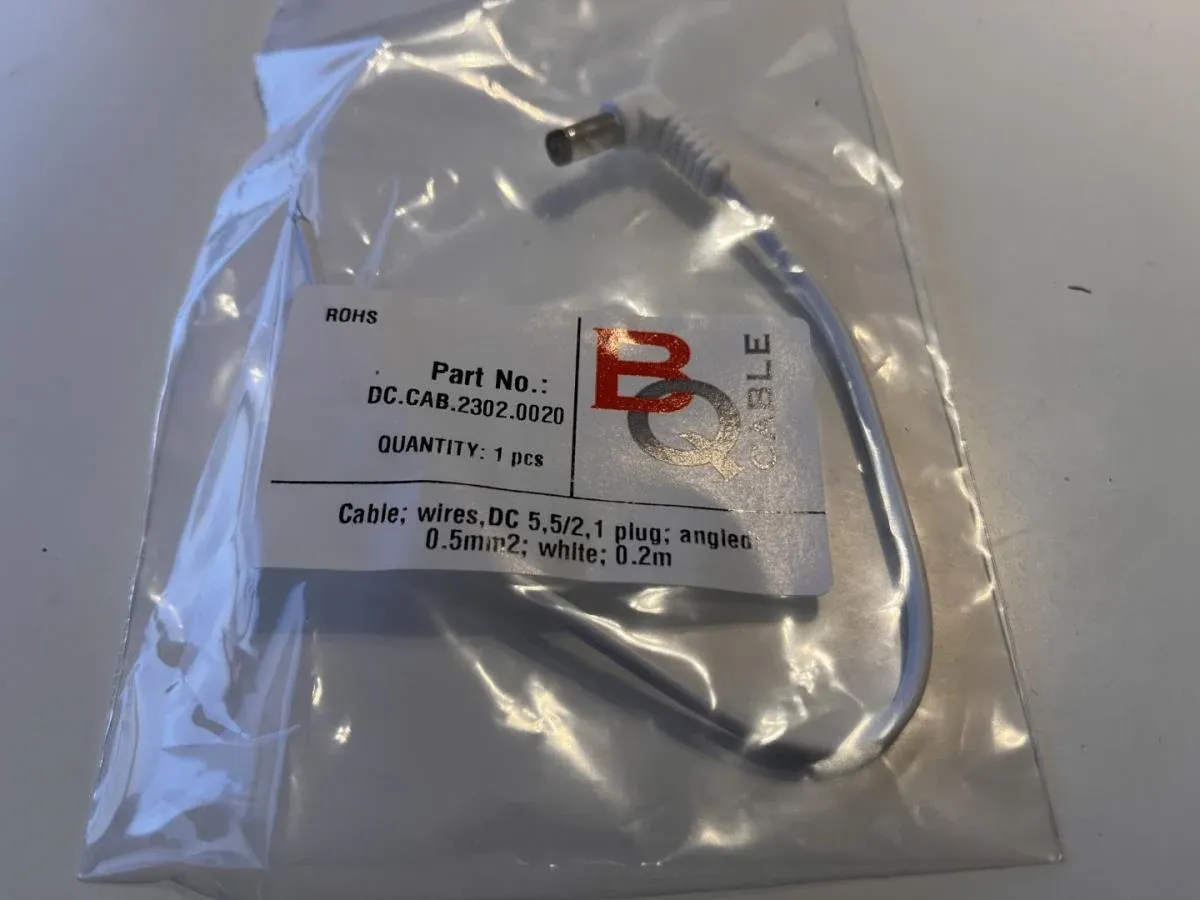 ROHS
Part No.:
DC.CAB.2302.0020
QUANTITY: 1 pcs
BQ
CABLE
Cable; wires,DC 5,5/2,1 plug; angled
0.5mm2; white; 0.2m